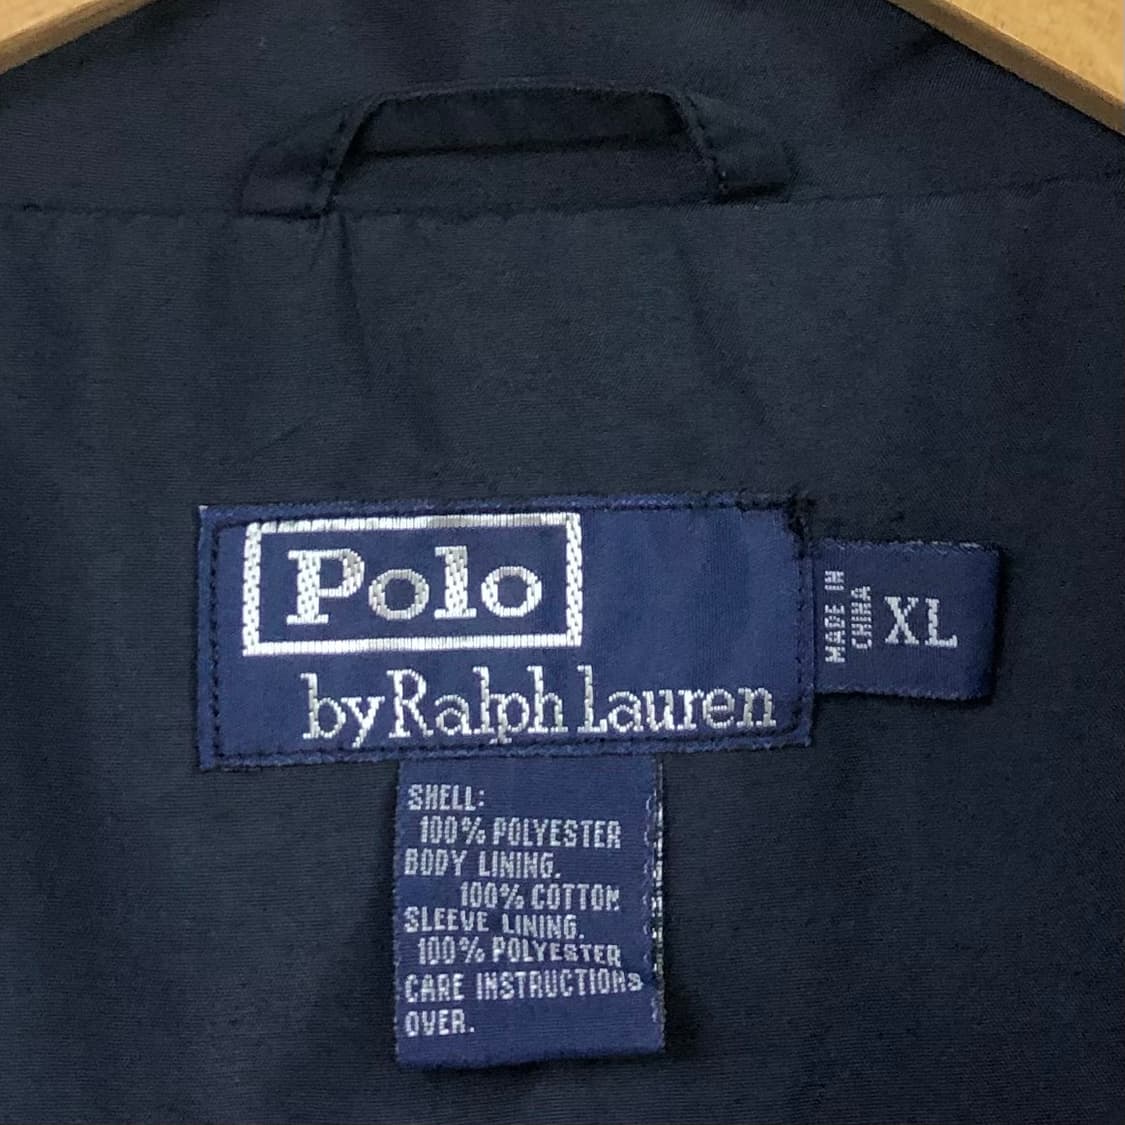 Polo
by Ralph Lauren
MADE IN
CHINA
XL
SHELL:
100% POLYESTER
BODY LINING.
100% COTTON
SLEEVE LINING.
100% POLYESTER
CARE INSTRUCTIONS
OVER.